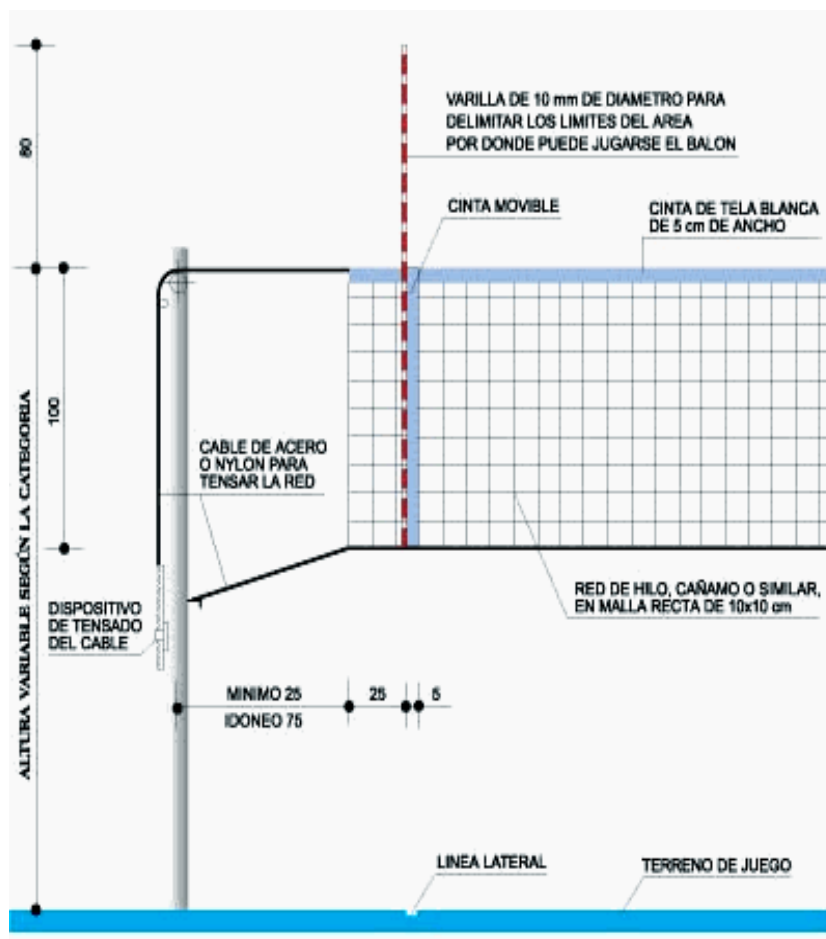 VARILLA DE 10 mm DE DIAMETRO PARA
DELIMITAR LOS LIMITES DEL AREA
POR DONDE PUEDE JUGARSE EL BALON
80
CINTA MOVIBLE
CINTA DE TELA BLANCA
DE 5 cm DE ANCHO
100
ALTURA VARIABLE SEGÚN LA CATEGORIA
CABLE DE ACERO
O NYLON PARA
TENSAR LA RED
RED DE HILO, CAÑAMO O SIMILAR,
EN MALLA RECTA DE 10x10 cm
DISPOSITIVO
DE TENSADO
DEL CABLE
MINIMO 25
IDONEO 75
25
5
LINEA LATERAL
TERRENO DE JUEGO